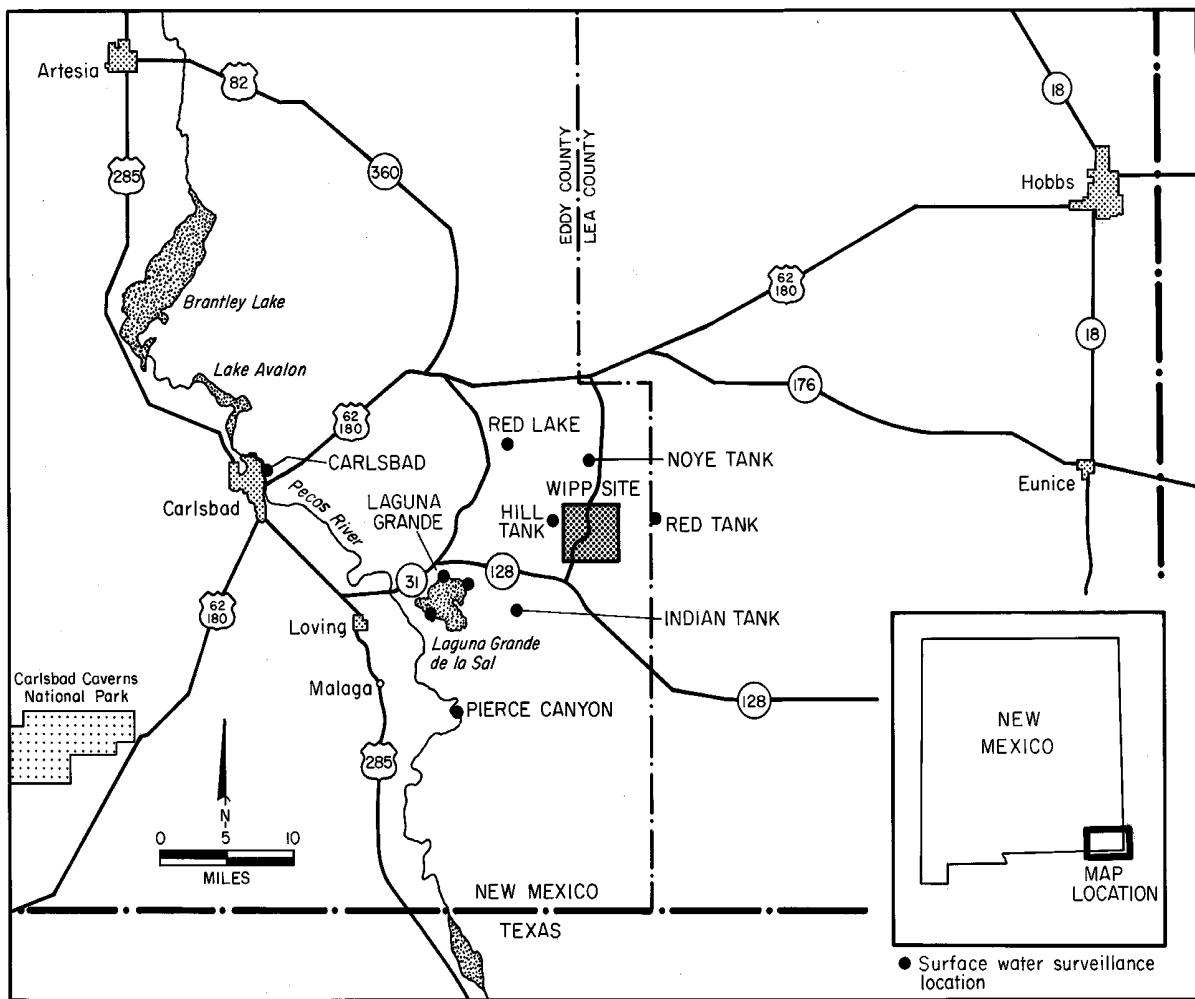 Artesia
82
18
285
360
EDDY COUNTY
LEA COUNTY
Hobbs
Brantley Lake
62
180
18
Lake Avalon
176
62
180
RED LAKE
CARLSBAD
NOYE TANK
Carlsbad
Pecos River
LAGUNA
GRANDE
WIPP SITE
HILL
TANK
RED TANK
Eunice
31
128
62
180
Loving
INDIAN TANK
Laguna Grande
de la Sal
Carlsbad Caverns
National Park
Malaga
128
PIERCE CANYON
285
N
0 5 10
MILES
NEW MEXICO
TEXAS
NEW
MEXICO
MAP
LOCATION
Surface water surveillance
location